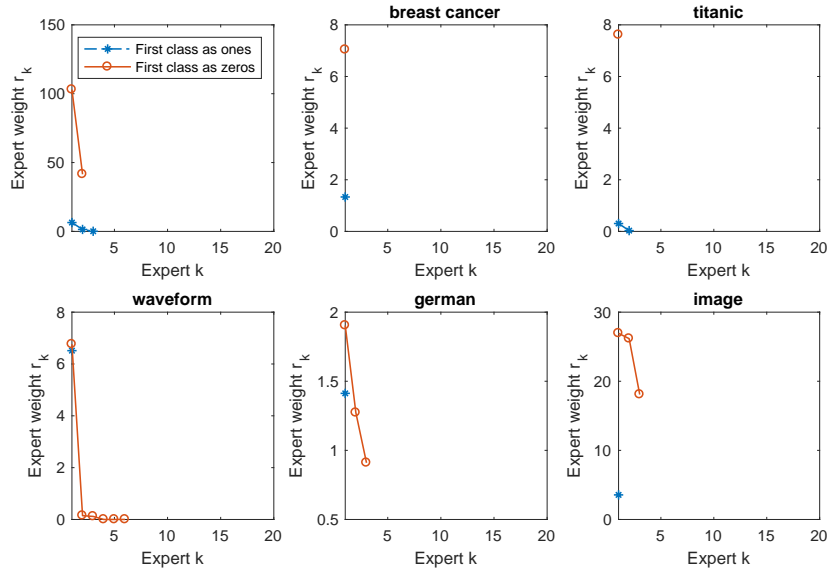 150
100
50
0
Expert weight r_k
First class as ones
First class as zeros
5 10 15 20
Expert k
breast cancer
8
6
4
2
0
Expert weight r_k
5 10 15 20
Expert k
titanic
8
6
4
2
0
Expert weight r_k
5 10 15 20
Expert k
waveform
8
6
4
2
0
Expert weight r_k
5 10 15 20
Expert k
german
2
1.5
1
0.5
Expert weight r_k
5 10 15 20
Expert k
image
30
20
10
0
Expert weight r_k
5 10 15 20
Expert k